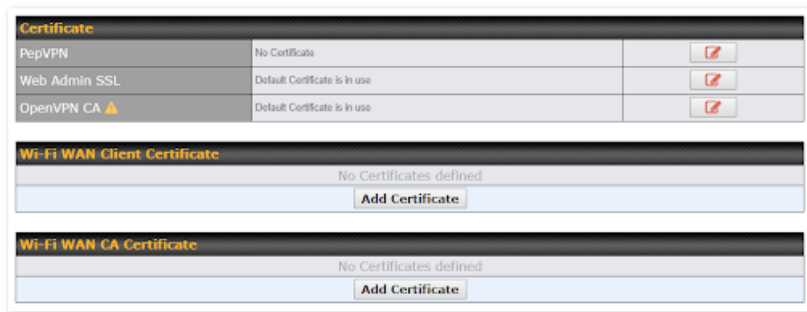 Certificate
PepVPN No Certificate
Web Admin SSL Default Certificate is in use
OpenVPN CA Default Certificate is in use
Wi-Fi WAN Client Certificate
No Certificates defined
Add Certificate
Wi-Fi WAN CA Certificate
No Certificates defined
Add Certificate